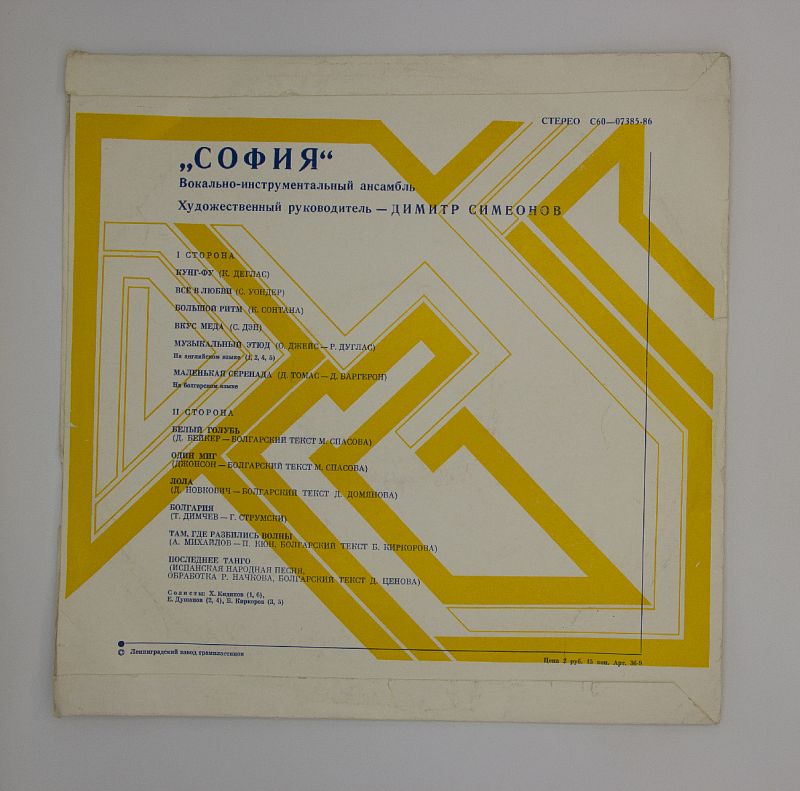 СТЕРЕО С60—07385-86
„СОФИЯ“
Вокально-инструментальный ансамбль
Художественный руководитель — ДИМИТР СИМЕОНОВ
I СТОРОНА
КУНГ-ФУ (К. ДЕГЛАС)
ВСЕ В ЛЮБВИ (С. УОНДЕР)
БОЛЬШОЙ РИТМ (К. СОНТАНА)
ВКУС МЕДА (С. ДЭН)
МУЗЫКАЛЬНЫЙ ЭТЮД (О. ДЖЕЙС — Р. ДУГЛАС)
На английском языке (1, 2, 4, 5)
МАЛЕНЬКАЯ СЕРЕНАДА (Д. ТОМАС — Д. БАРГЕРОН)
На болгарском языке
II СТОРОНА
БЕЛЫЙ ГОЛУБЬ
(Д. БЕЙКЕР — БОЛГАРСКИЙ ТЕКСТ М. СПАСОВА)
ОДИН МИГ
(ДЖОНСОН — БОЛГАРСКИЙ ТЕКСТ М. СПАСОВА)
ЛОЛА
(Д. НОВКОВИЧ — БОЛГАРСКИЙ ТЕКСТ Д. ДОМЯНОВА)
БОЛГАРИЯ
(Т. ДИМЧЕВ — Г. СТРУМСКИ)
ТАМ, ГДЕ РАЗБИЛИСЬ ВОЛНЫ
(А. МИХАЙЛОВ — П. КЮН, БОЛГАРСКИЙ ТЕКСТ Б. КИРКОРОВА)
ПОСЛЕДНЕЕ ТАНГО
(ИСПАНСКАЯ НАРОДНАЯ ПЕСНЯ,
ОБРАБОТКА Р. НАЧКОВА, БОЛГАРСКИЙ ТЕКСТ Д. ЦЕНОВА)
Солисты: Х. Кидиков (1, 6),
Е. Душанов (2, 4), Б. Киркоров (3, 5)
© Ленинградский завод грампластинок
Цена 2 руб. 15 коп. Арт. 36-9